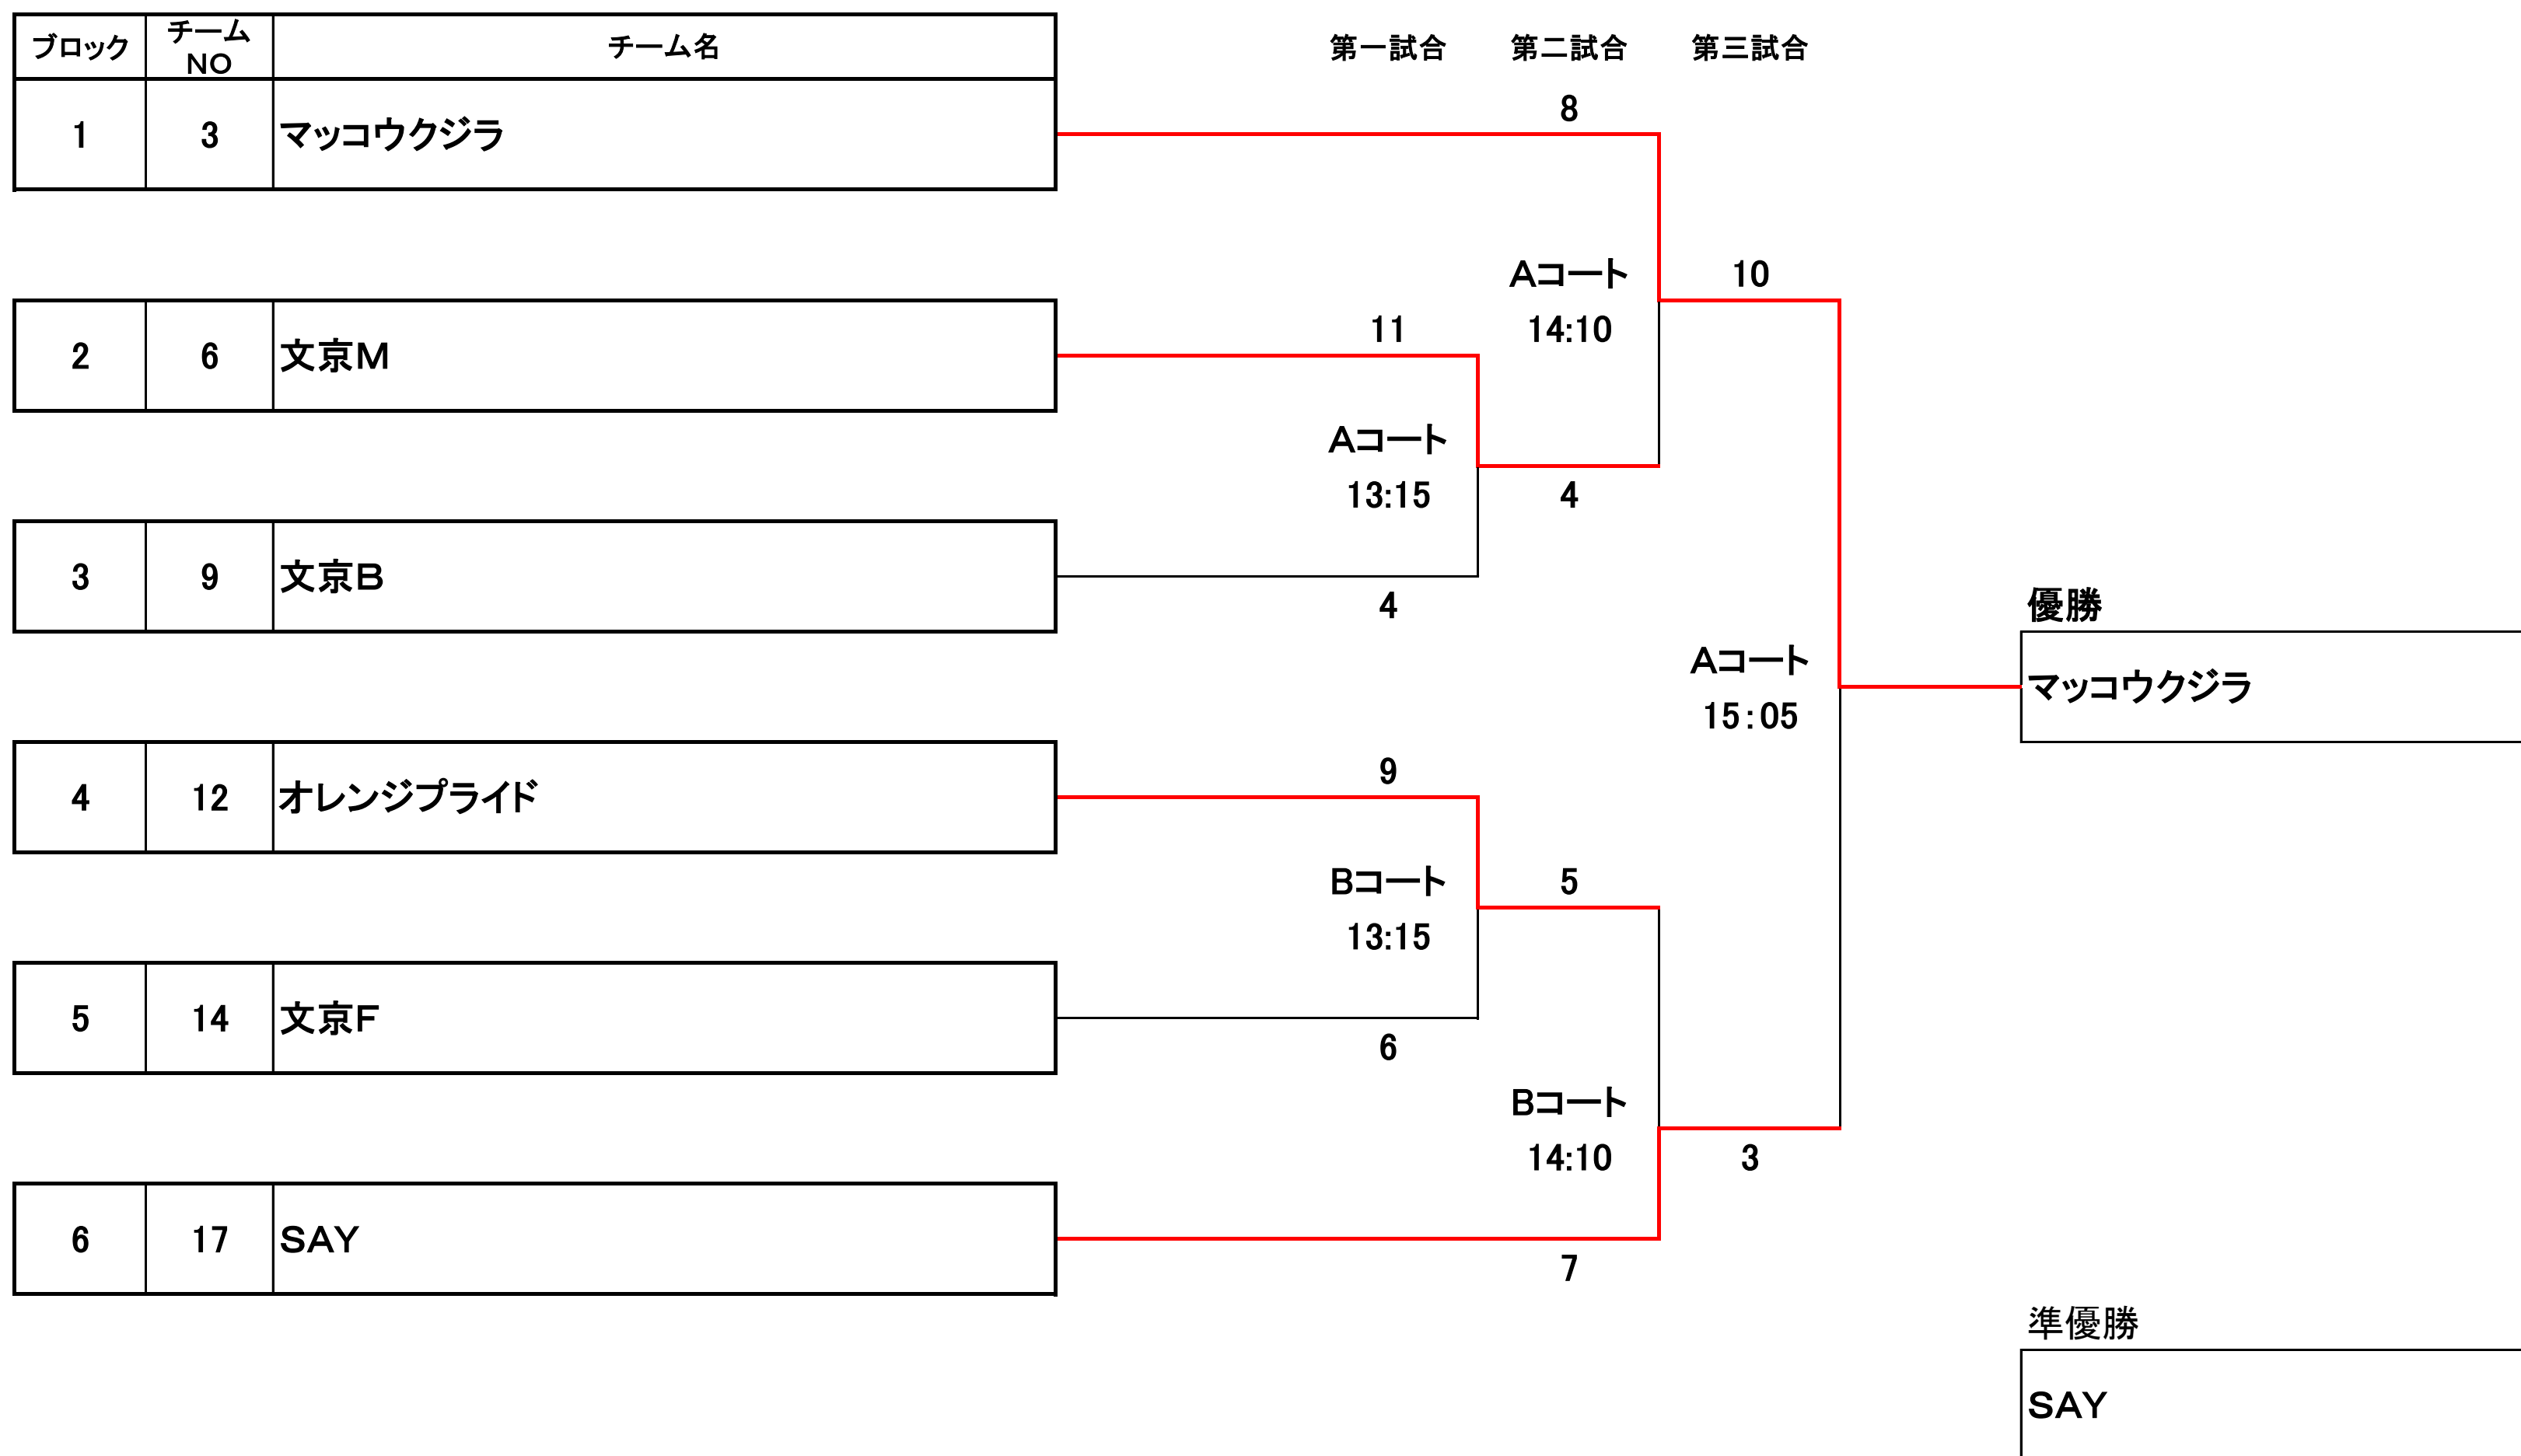 ブロック
チームNO
チーム名
第一試合
第二試合
第三試合
8
1
3
マッコウクジラ
Aコート
14:10
10
11
2
6
文京M
Aコート
13:15
4
3
9
文京B
4
優勝
マッコウクジラ
Aコート
15:05
9
4
12
オレンジプライド
Bコート
13:15
5
5
14
文京F
6
Bコート
14:10
3
6
17
SAY
7
準優勝
SAY